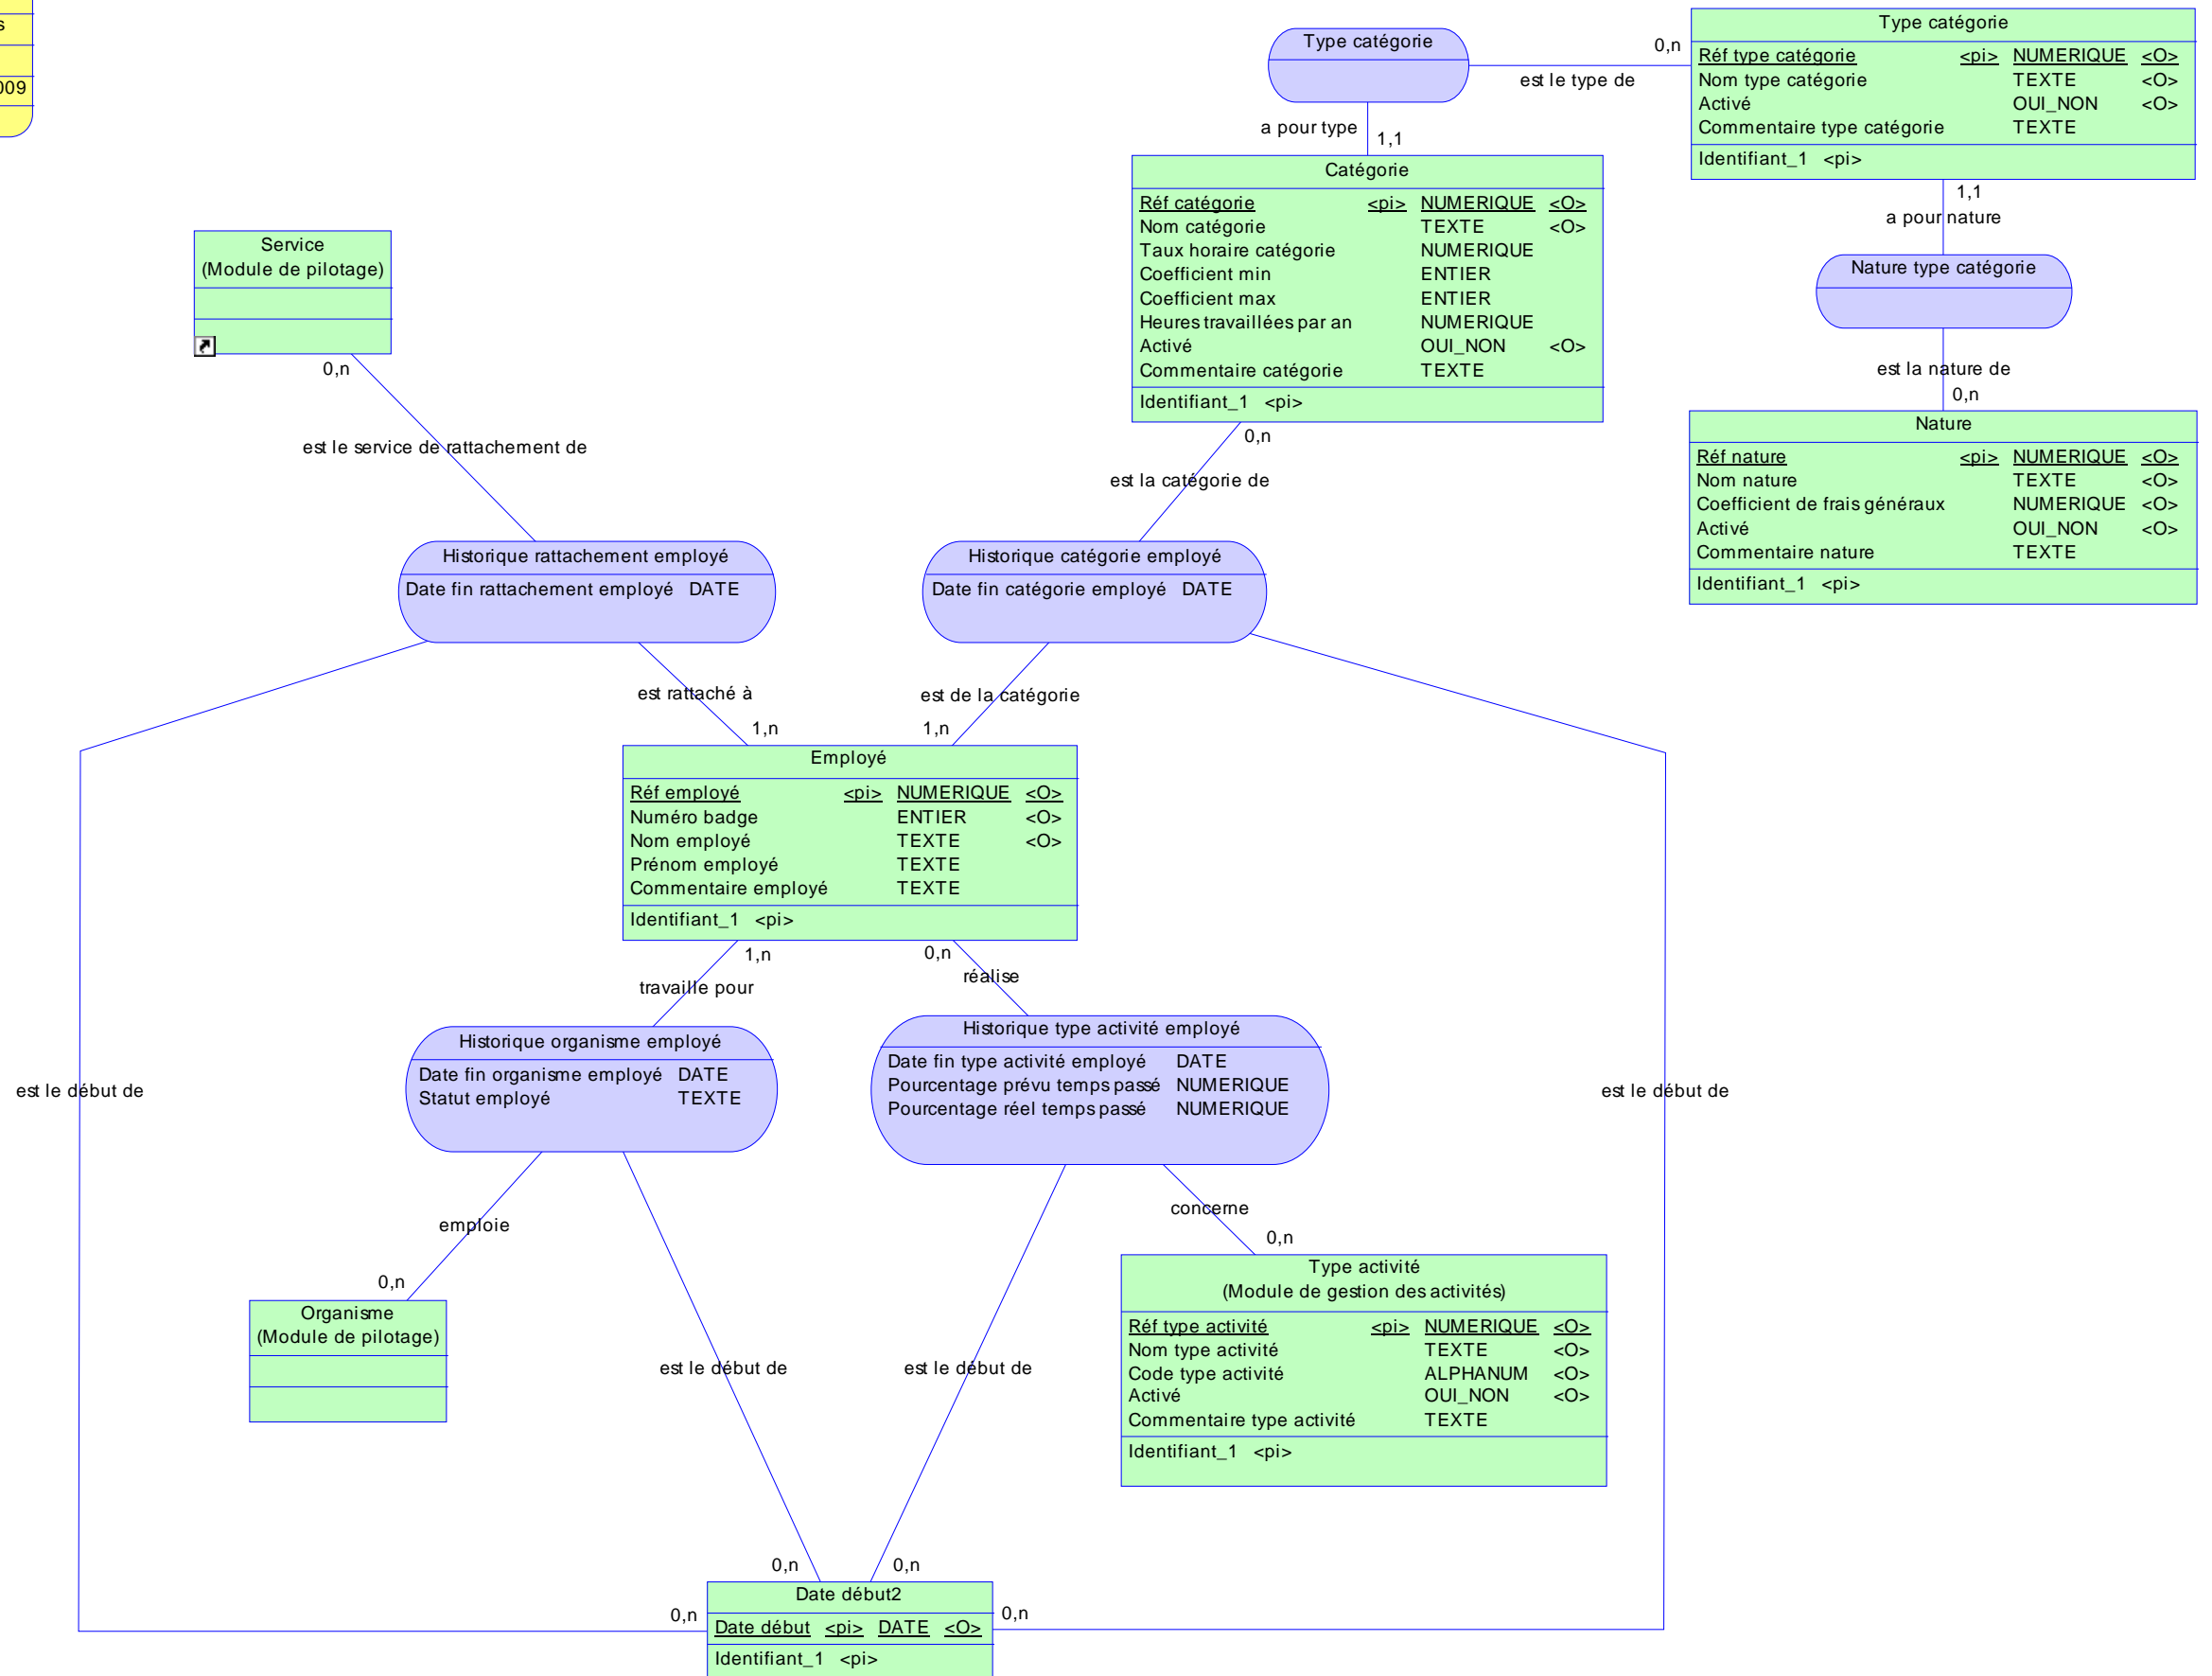 s
009
Type catégorie
0,n
est le type de
a pour type
1,1
Type catégorie
Réf type catégorie <pi> NUMERIQUE <O>
Nom type catégorie TEXTE <O>
Activé OUI_NON <O>
Commentaire type catégorie TEXTE
Identifiant_1 <pi>
1,1
a pour nature
Nature type catégorie
est la nature de
0,n
Nature
Réf nature <pi> NUMERIQUE <O>
Nom nature TEXTE <O>
Coefficient de frais généraux NUMERIQUE <O>
Activé OUI_NON <O>
Commentaire nature TEXTE
Identifiant_1 <pi>
Catégorie
Réf catégorie <pi> NUMERIQUE <O>
Nom catégorie TEXTE <O>
Taux horaire catégorie NUMERIQUE
Coefficient min ENTIER
Coefficient max ENTIER
Heures travaillées par an NUMERIQUE
Activé OUI_NON <O>
Commentaire catégorie TEXTE
Identifiant_1 <pi>
0,n
est la catégorie de
Service
(Module de pilotage)
0,n
est le service de rattachement de
Historique rattachement employé
Date fin rattachement employé DATE
Historique catégorie employé
Date fin catégorie employé DATE
est rattaché à
est de la catégorie
1,n
1,n
Employé
Réf employé <pi> NUMERIQUE <O>
Numéro badge ENTIER <O>
Nom employé TEXTE <O>
Prénom employé TEXTE
Commentaire employé TEXTE
Identifiant_1 <pi>
1,n
0,n
travaille pour
réalise
Historique organisme employé
Date fin organisme employé DATE
Statut employé TEXTE
Historique type activité employé
Date fin type activité employé DATE
Pourcentage prévu temps passé NUMERIQUE
Pourcentage réel temps passé NUMERIQUE
est le début de
est le début de
emploie
concerne
0,n
0,n
Organisme
(Module de pilotage)
Type activité
(Module de gestion des activités)
Réf type activité <pi> NUMERIQUE <O>
Nom type activité TEXTE <O>
Code type activité ALPHANUM <O>
Activé OUI_NON <O>
Commentaire type activité TEXTE
Identifiant_1 <pi>
est le début de
est le début de
0,n
0,n
0,n
0,n
Date début2
Date début <pi> DATE <O>
Identifiant_1 <pi>